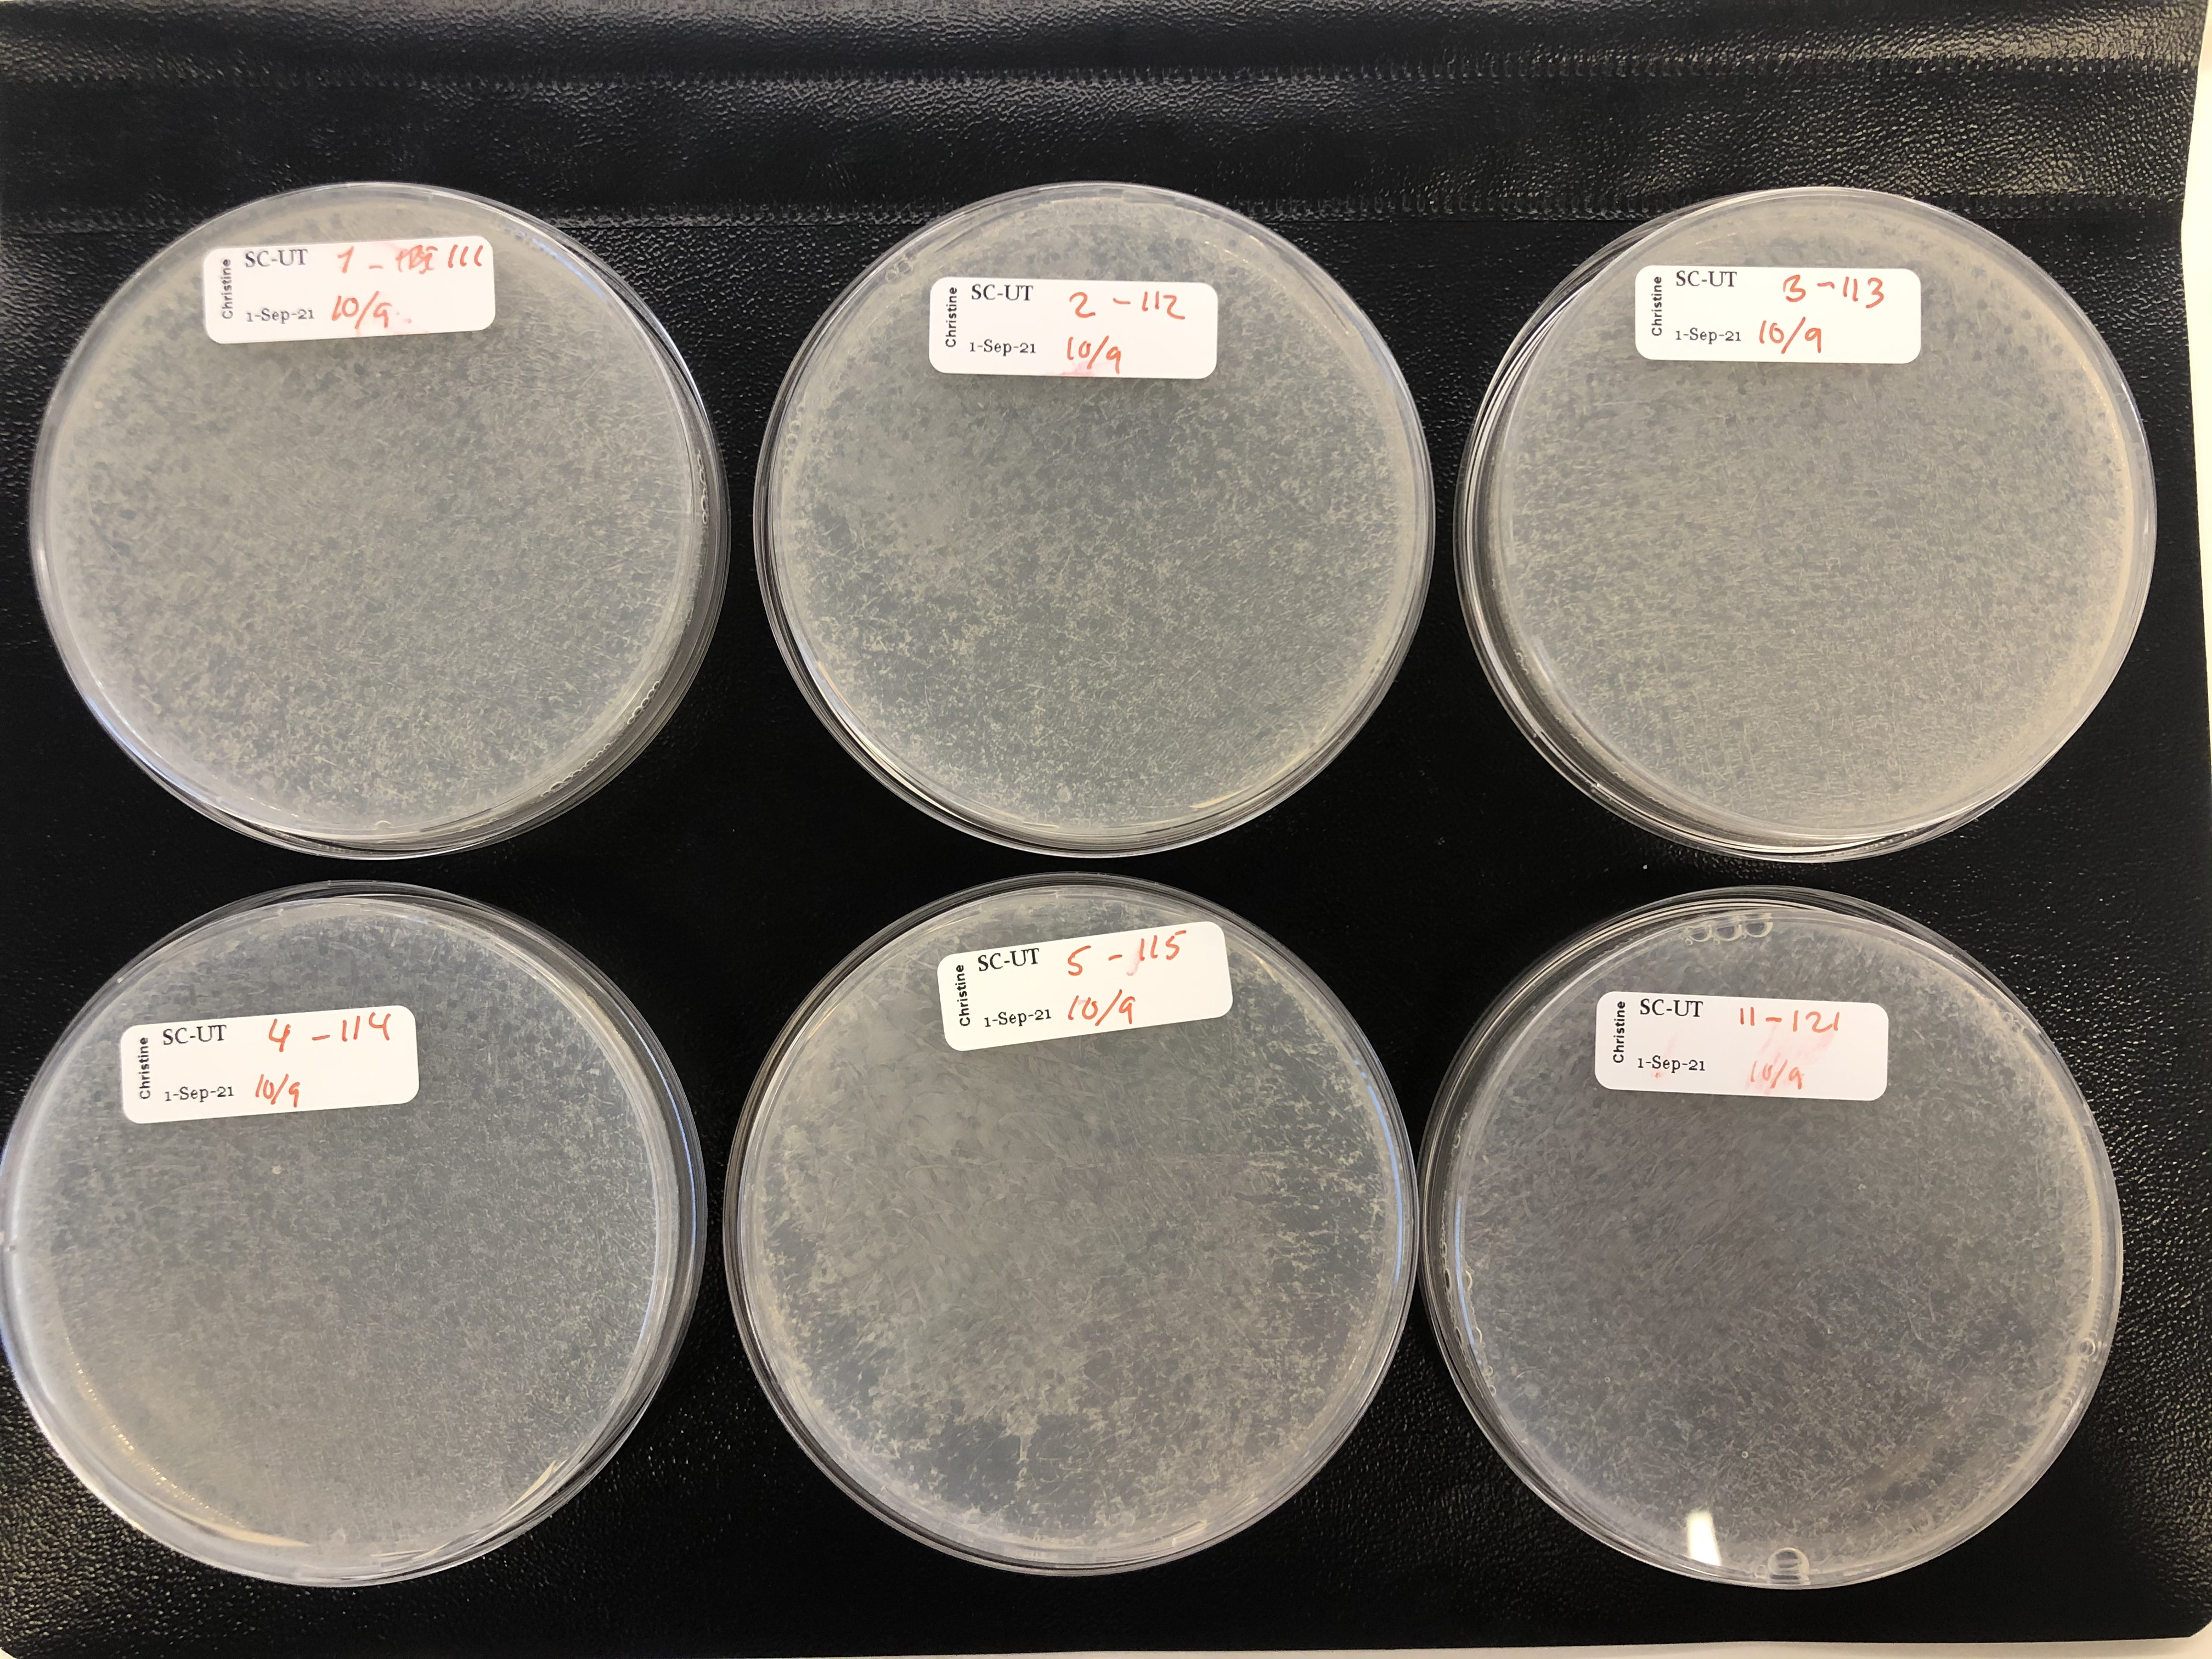 Christine
SC-UT 1 - 111
1-Sep-21 10/9
Christine
SC-UT 2 - 112
1-Sep-21 10/9
Christine
SC-UT 3 - 113
1-Sep-21 10/9
Christine
SC-UT 4 - 114
1-Sep-21 10/9
Christine
SC-UT 5 - 115
1-Sep-21 10/9
Christine
SC-UT 11 - 121
1-Sep-21 10/9